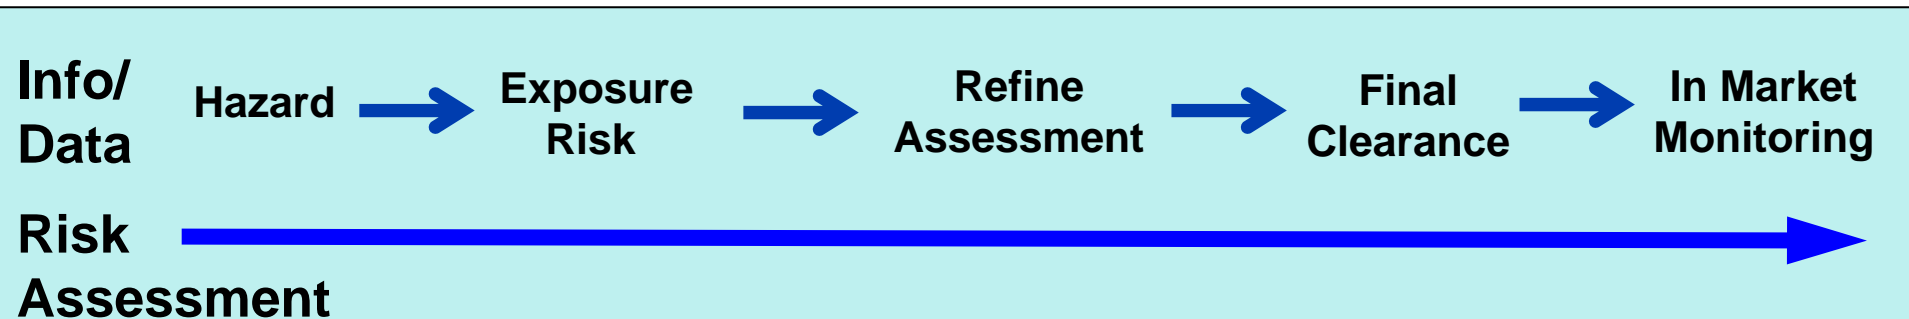 Info/
Data
Hazard
Exposure
Risk
Refine
Assessment
Final
Clearance
In Market
Monitoring
Risk
Assessment